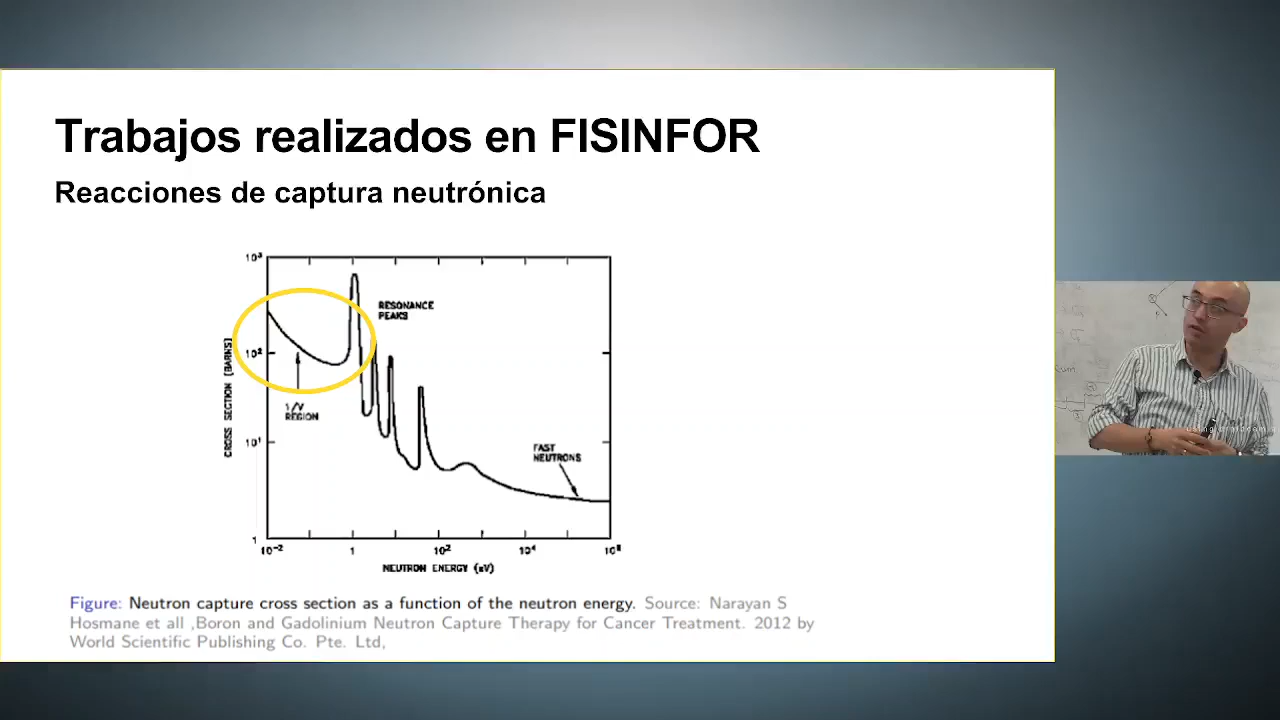 Trabajos realizados en FISINFOR
Reacciones de captura neutrónica
10³
10²
10¹
1
CROSS SECTION (BARNS)
RESONANCE
PEAKS
1/V
REGION
FAST
NEUTRONS
10⁻²
1
10²
10⁴
NEUTRON ENERGY (eV)
Figure: Neutron capture cross section as a function of the neutron energy. Source: Narayan S
Hosmane et all ,Boron and Gadolinium Neutron Capture Therapy for Cancer Treatment. 2012 by
World Scientific Publishing Co. Pte. Ltd,